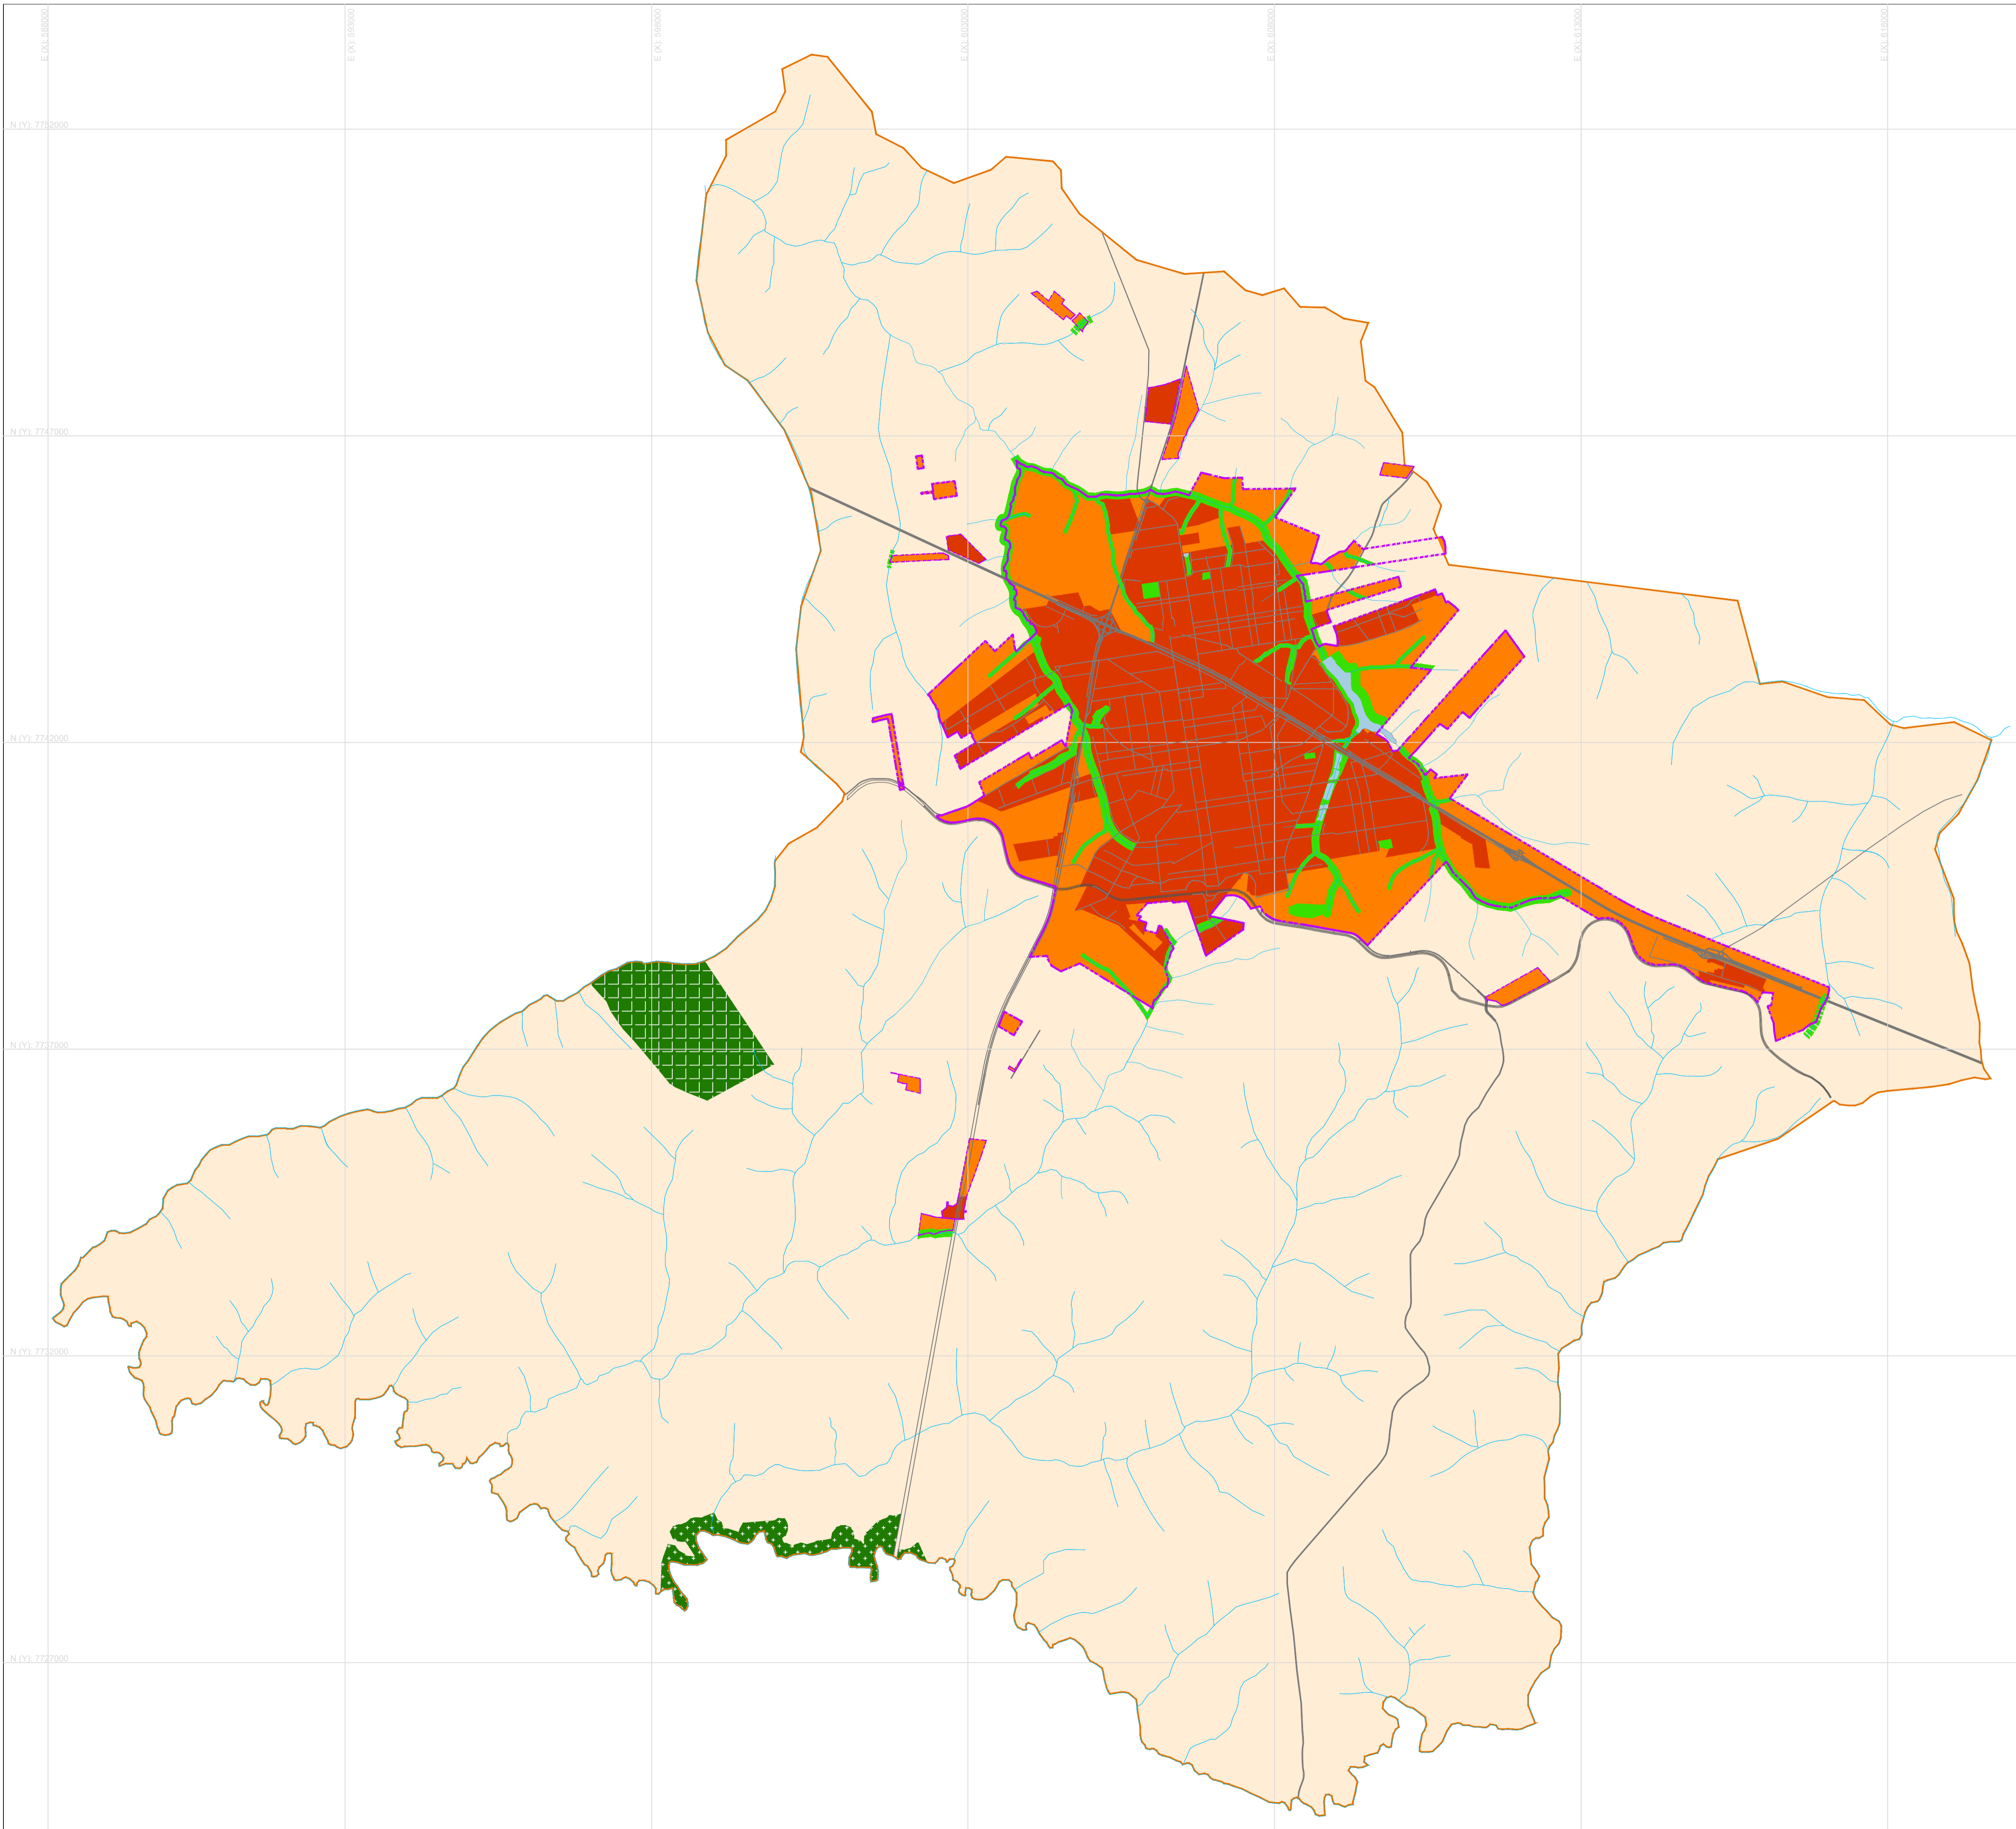 E (X): 588000
E (X): 593000
E (X): 598000
E (X): 603000
E (X): 608000
E (X): 613000
E (X): 618000
N (Y): 7752000
N (Y): 7747000
N (Y): 7742000
N (Y): 7737000
N (Y): 7732000
N (Y): 7727000